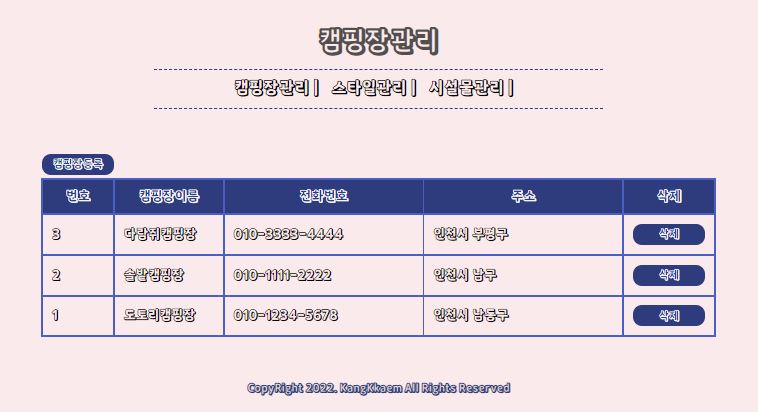 캠핑장관리
캠핑장관리 | 스타일관리 | 시설물관리 |
캠핑장등록
번호 캠핑장이름 전화번호 주소 삭제
3 다람쥐캠핑장 010-3333-4444 인천시 부평구 삭제
2 솔밭캠핑장 010-1111-2222 인천시 남구 삭제
1 도토리캠핑장 010-1234-5678 인천시 남동구 삭제
CopyRight 2022. KangKkaem All Rights Reserved